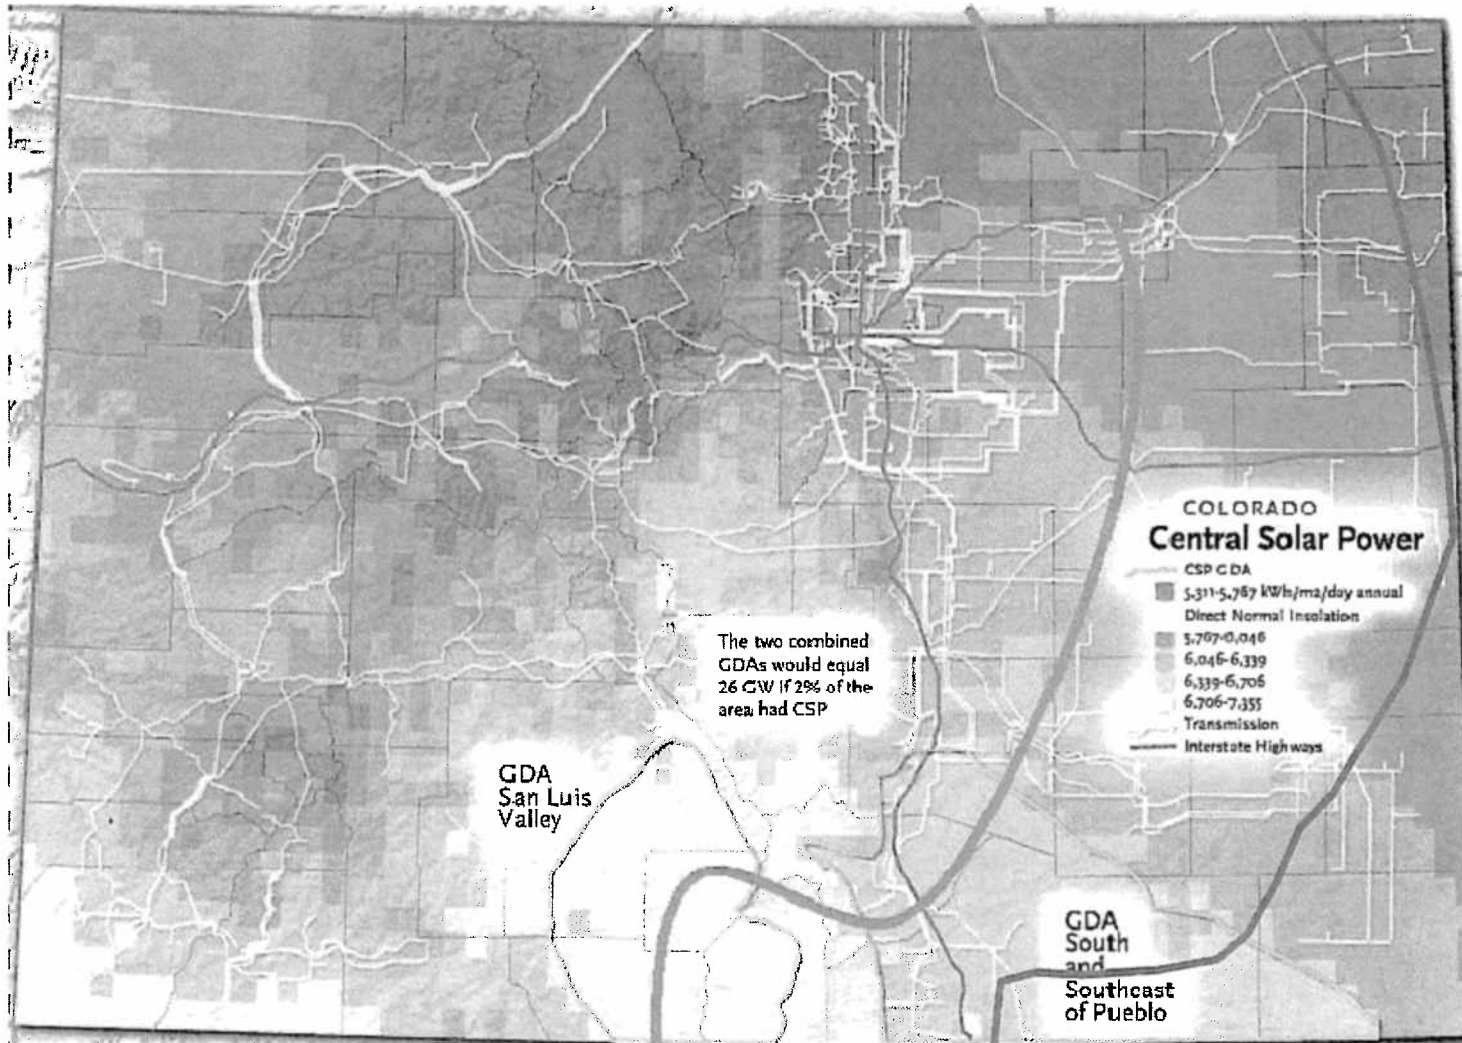 COLORADO
Central Solar Power
CSP GDA
5,311-5,767 kWh/m2/day annual
Direct Normal Insolation
5,767-6,046
6,046-6,339
6,339-6,706
6,706-7,355
Transmission
Interstate Highways
The two combined
GDAs would equal
26 GW if 2% of the
area had CSP
GDA
San Luis
Valley
GDA
South
and
Southeast
of Pueblo